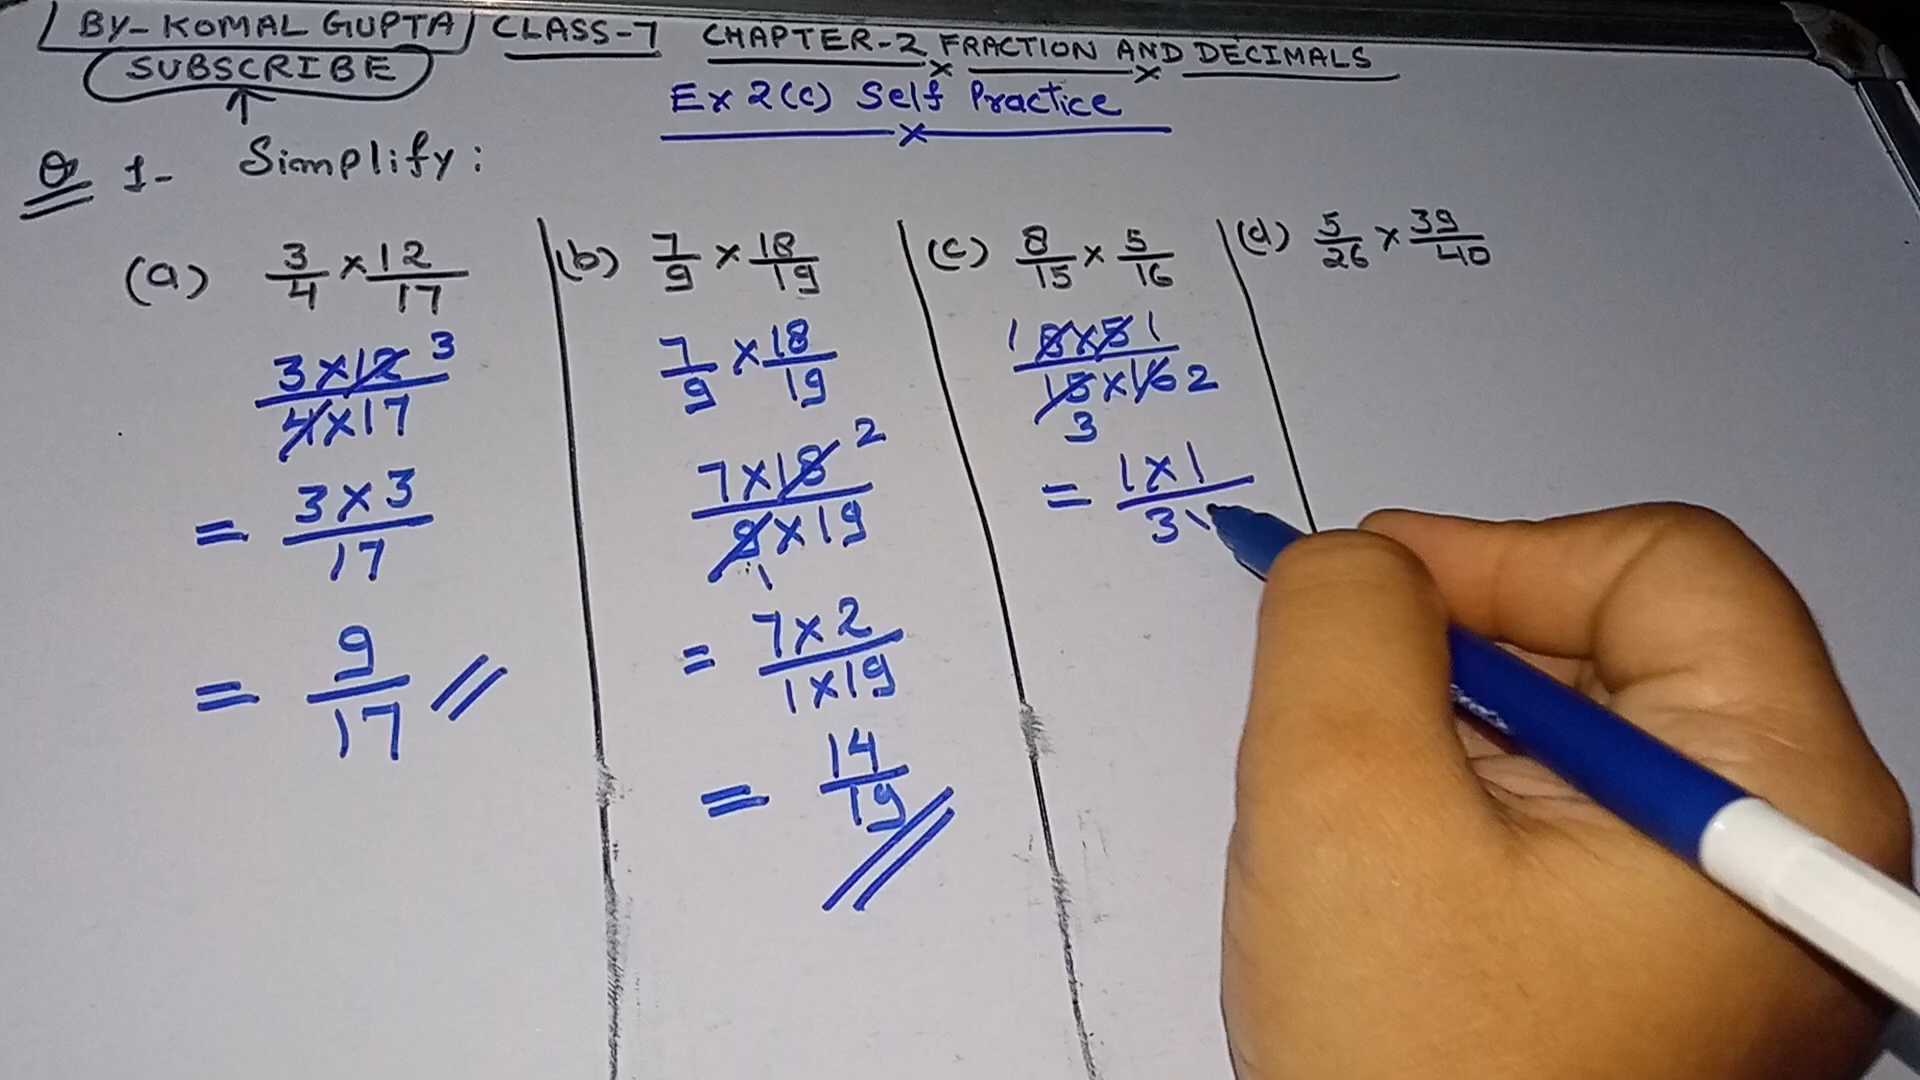 BY- KOMAL GUPTA CLASS-7 CHAPTER-2 FRACTION AND DECIMALS
SUBSCRIBE
Ex 2(c) Self Practice
Q 1- Simplify:
(a) 3/4 × 12/17
3×12 3 / 4×17
= 3×3 / 17
= 9/17
(b) 7/9 × 18/19
7/9 × 18/19
7×18 2 / 9×19 1
= 7×2 / 1×19
= 14/19
(c) 8/15 × 5/16
1 8×5 1 / 15×16 2
3
= 1×1 / 3
(d) 5/26 × 39/40